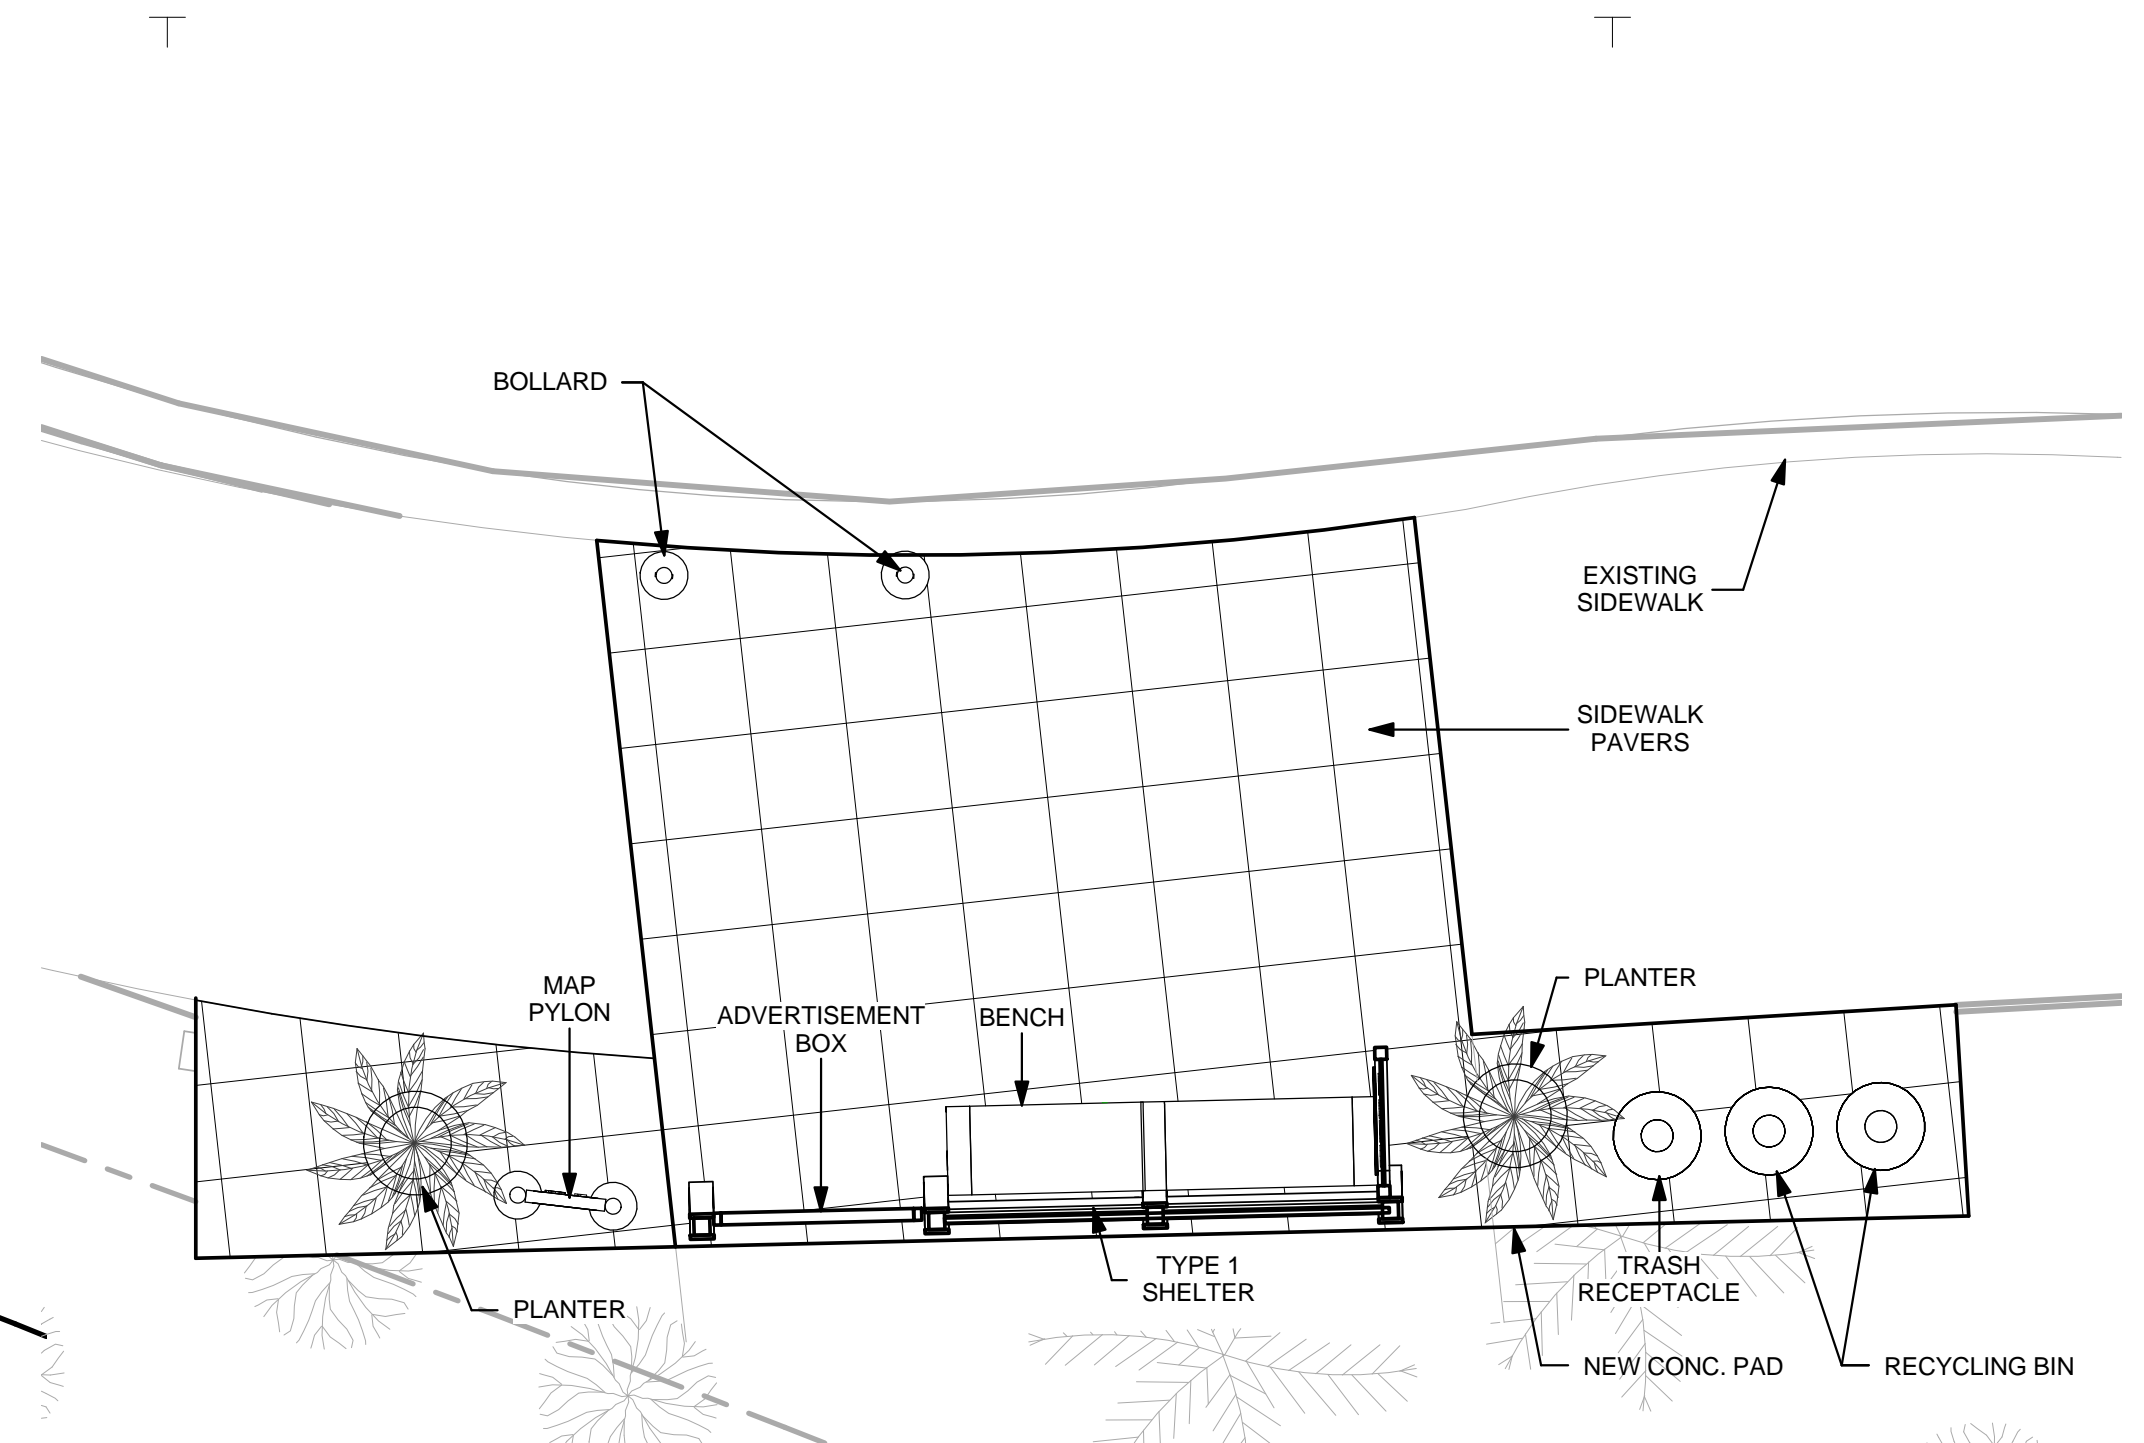 BOLLARD
EXISTING
SIDEWALK
SIDEWALK
PAVERS
MAP
PYLON
ADVERTISEMENT
BOX
BENCH
PLANTER
TYPE 1
SHELTER
TRASH
RECEPTACLE
PLANTER
NEW CONC. PAD
RECYCLING BIN